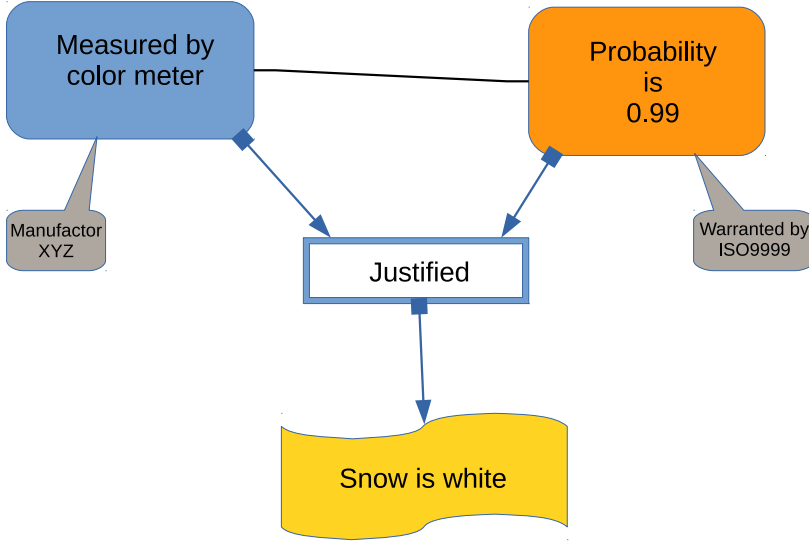 Measured by
color meter
Probability
is
0.99
Manufactor
XYZ
Warranted by
ISO9999
Justified
Snow is white